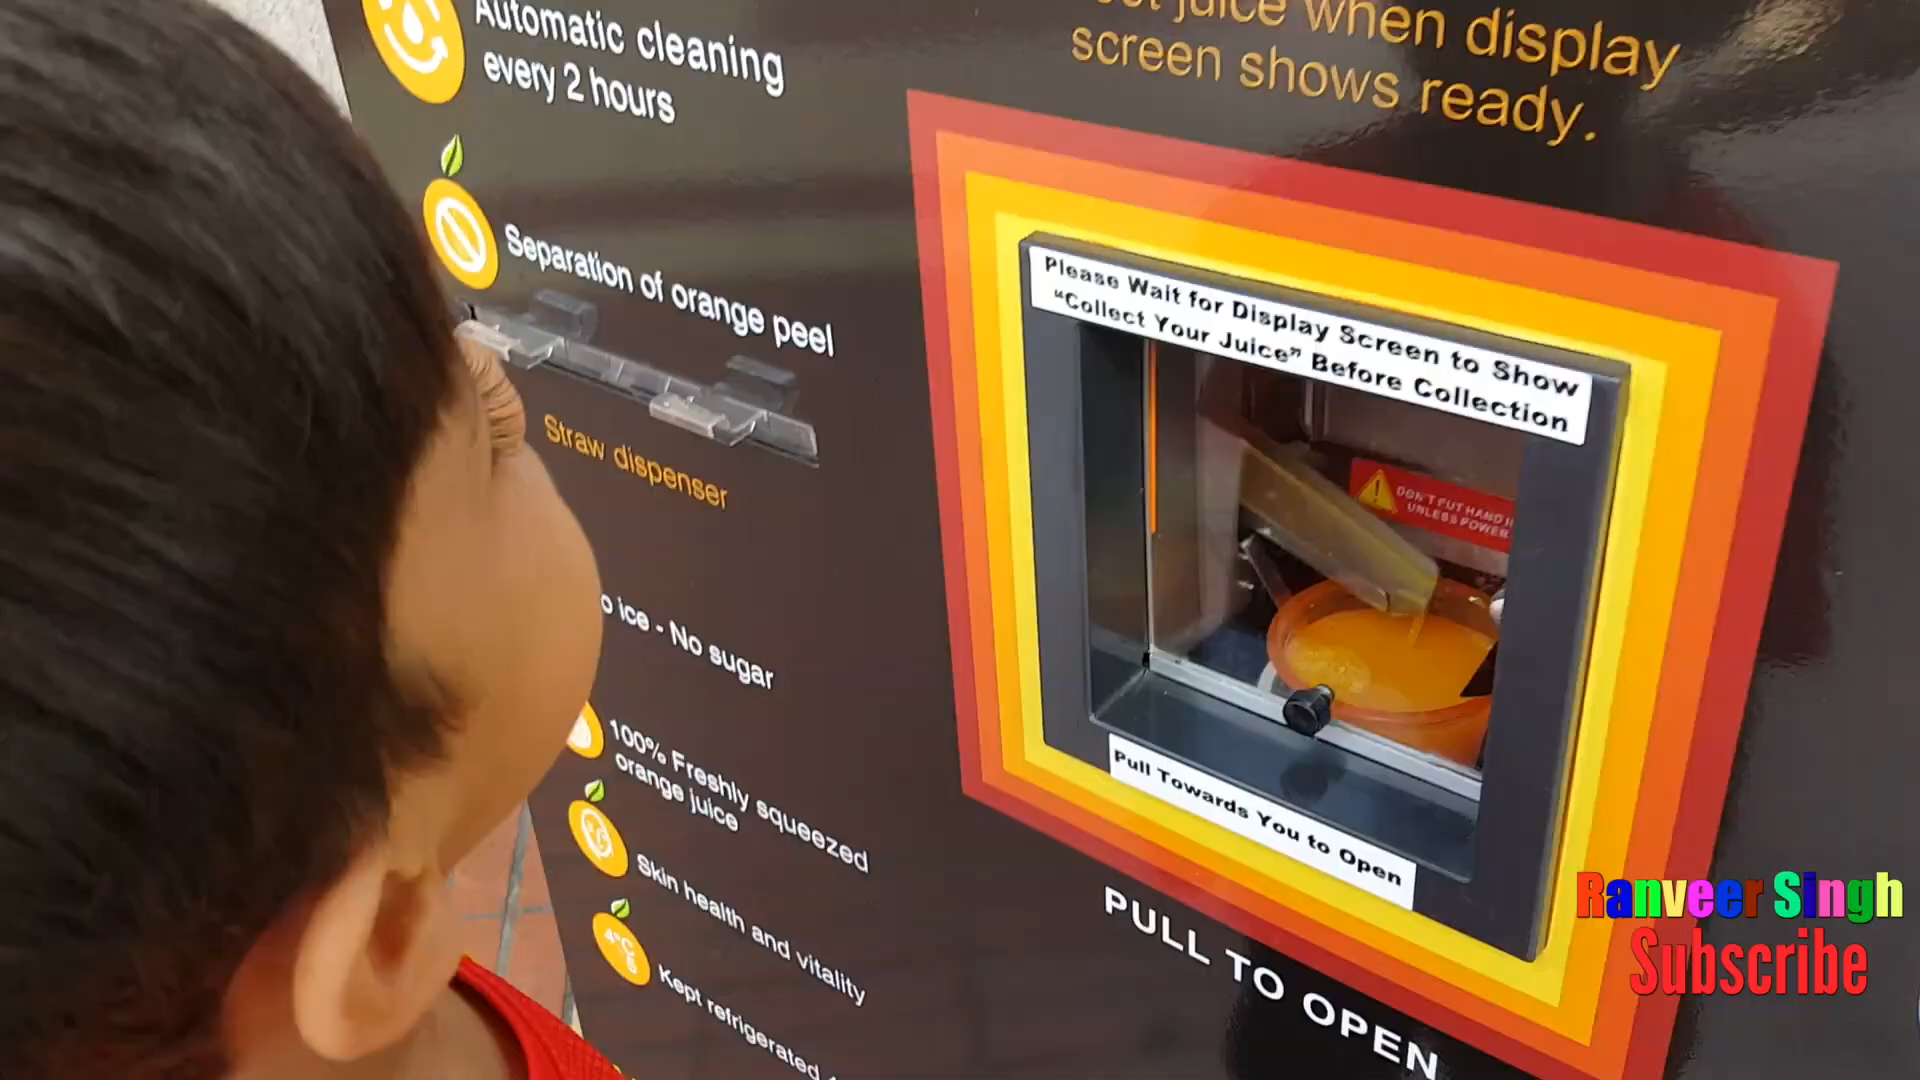 Automatic cleaning
every 2 hours
Separation of orange peel
Straw dispenser
ice - No sugar
100% Freshly squeezed
orange juice
Skin health and vitality
4°C
Kept refrigerated
juice when display
screen shows ready.
Please Wait for Display Screen to Show
“Collect Your Juice” Before Collection
DON'T PUT HAND
UNLESS POWER
Pull Towards You to Open
PULL TO OPEN
Ranveer Singh
Subscribe